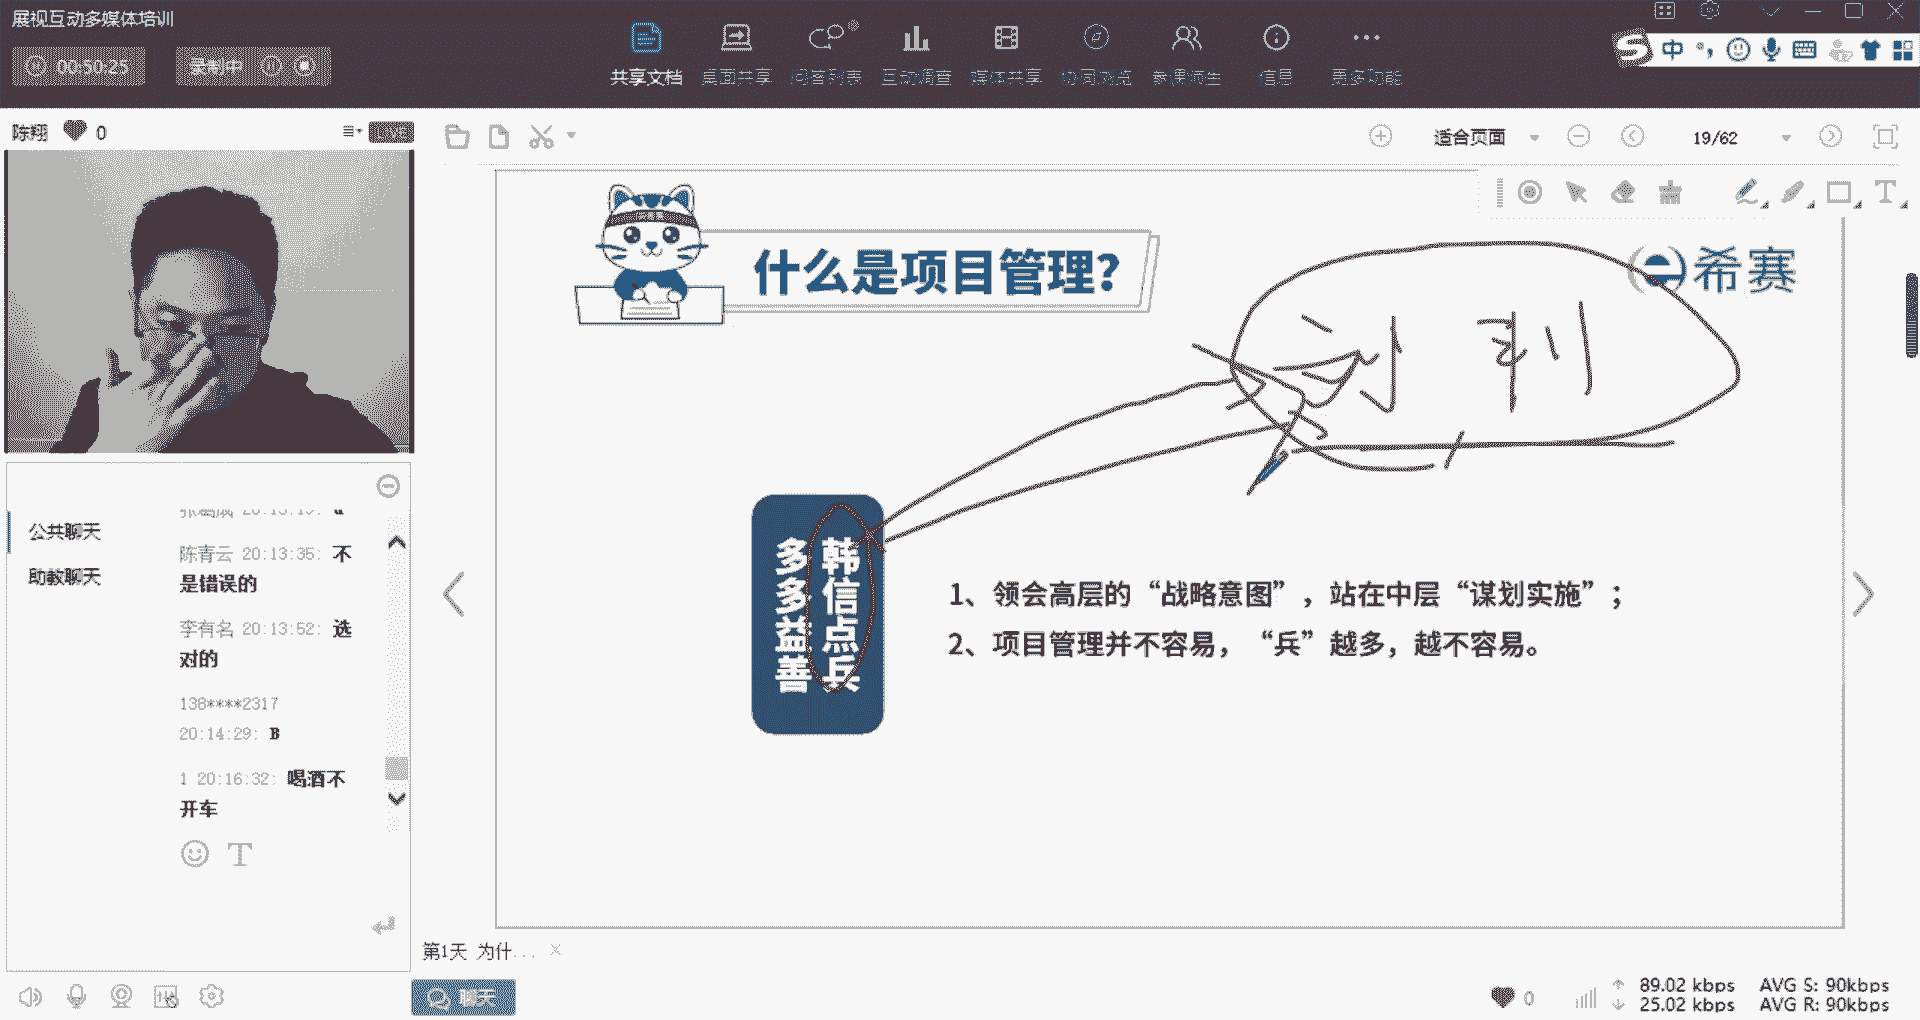 展视互动多媒体培训
00:50:25
录制中
共享文档
桌面共享
问答列表
互动调查
媒体共享
协同浏览
参课师生
信息
更多功能
中
陈翔
0
LIVE
适合页面
19/62
什么是项目管理?
希赛
韩信点兵
多多益善
1、领会高层的“战略意图”，站在中层“谋划实施”；
2、项目管理并不容易，“兵”越多，越不容易。
公共聊天
助教聊天
陈青云 20:13:35: 不
是错误的
李有名 20:13:52: 选
对的
138****2317
20:14:29: B
1 20:16:32: 喝酒不
开车
第1天 为什...
聊天
0
89.02 kbps
AVG S: 90kbps
25.02 kbps
AVG R: 90kbps